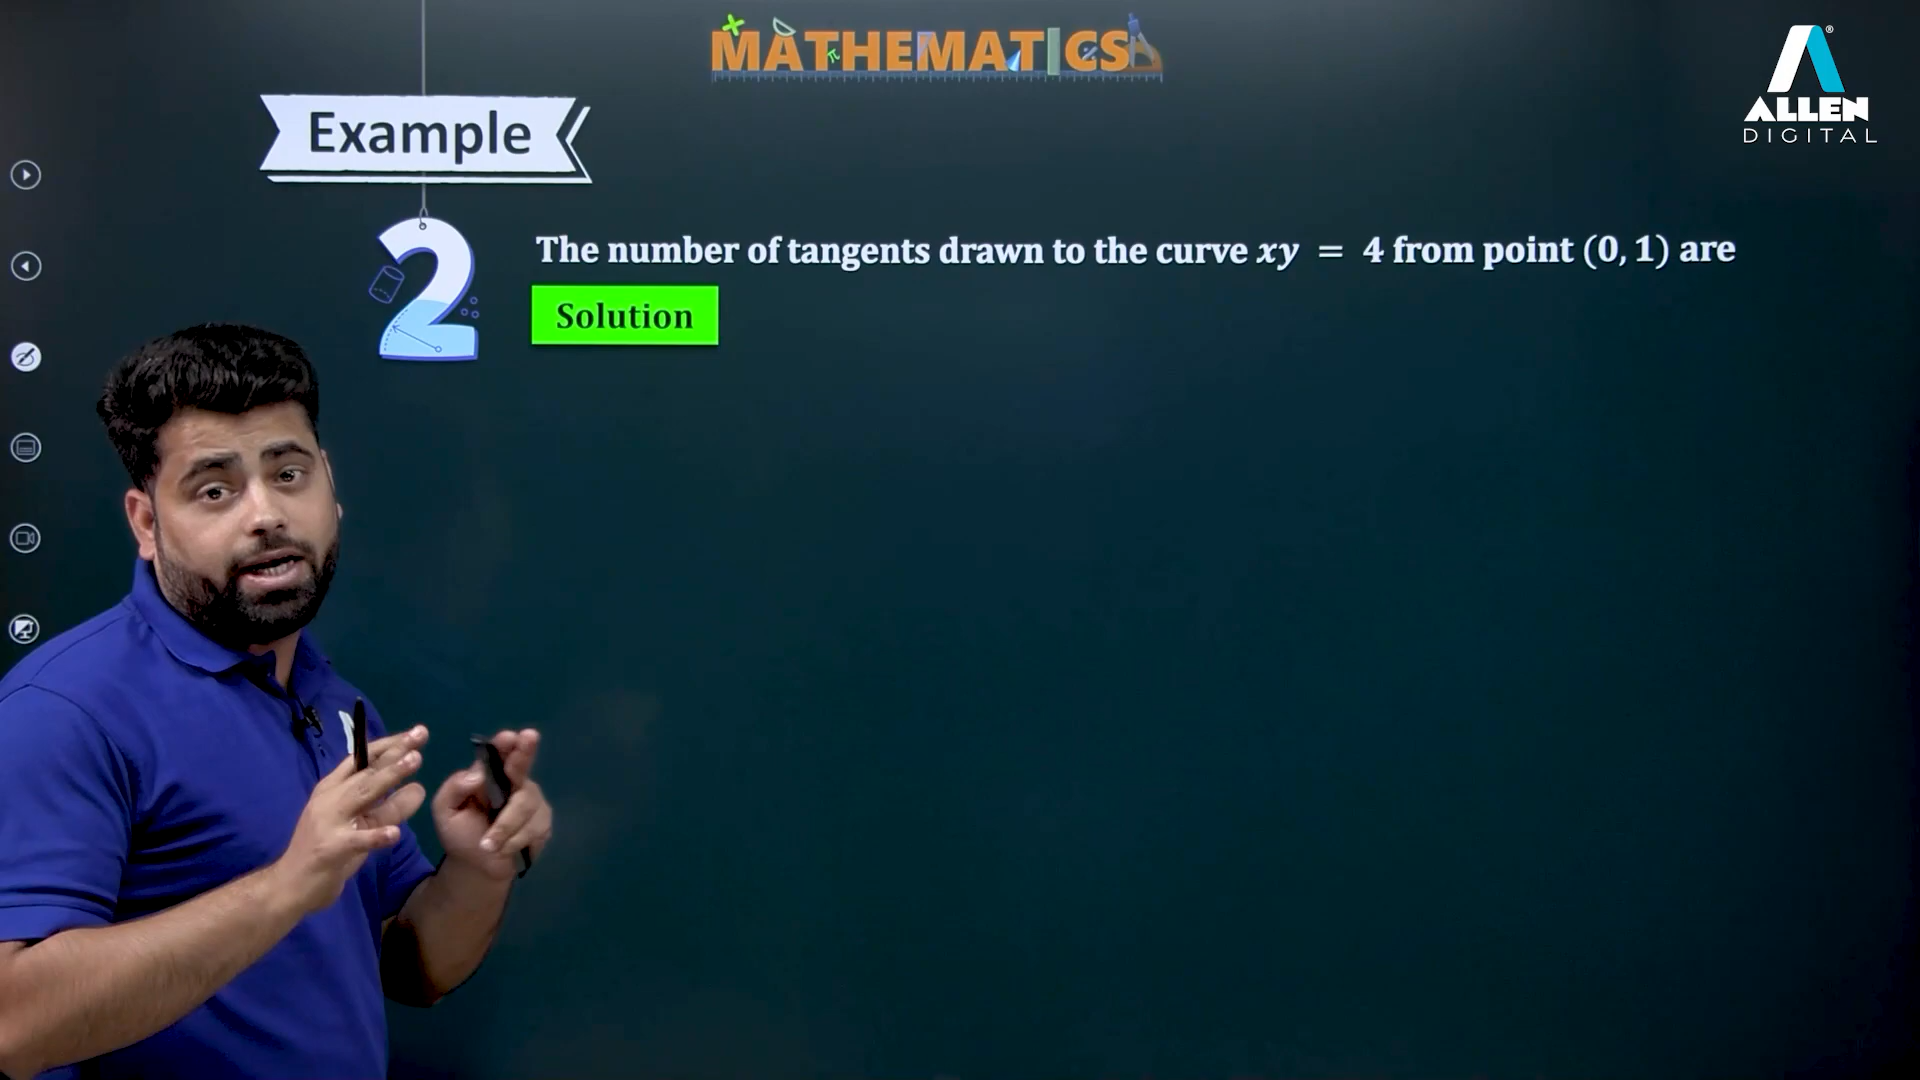 MATHEMATICS
ALLEN
DIGITAL
Example
2
The number of tangents drawn to the curve xy = 4 from point (0, 1) are
Solution